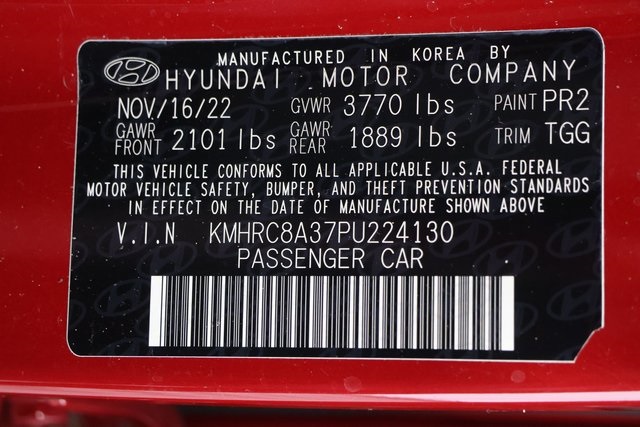 MANUFACTURED IN KOREA BY
HYUNDAI MOTOR COMPANY
NOV/16/22 GVWR 3770 lbs PAINT PR2
GAWR FRONT 2101 lbs GAWR REAR 1889 lbs TRIM TGG
THIS VEHICLE CONFORMS TO ALL APPLICABLE U.S.A. FEDERAL
MOTOR VEHICLE SAFETY, BUMPER, AND THEFT PREVENTION STANDARDS
IN EFFECT ON THE DATE OF MANUFACTURE SHOWN ABOVE
V.I.N KMHRC8A37PU224130
PASSENGER CAR